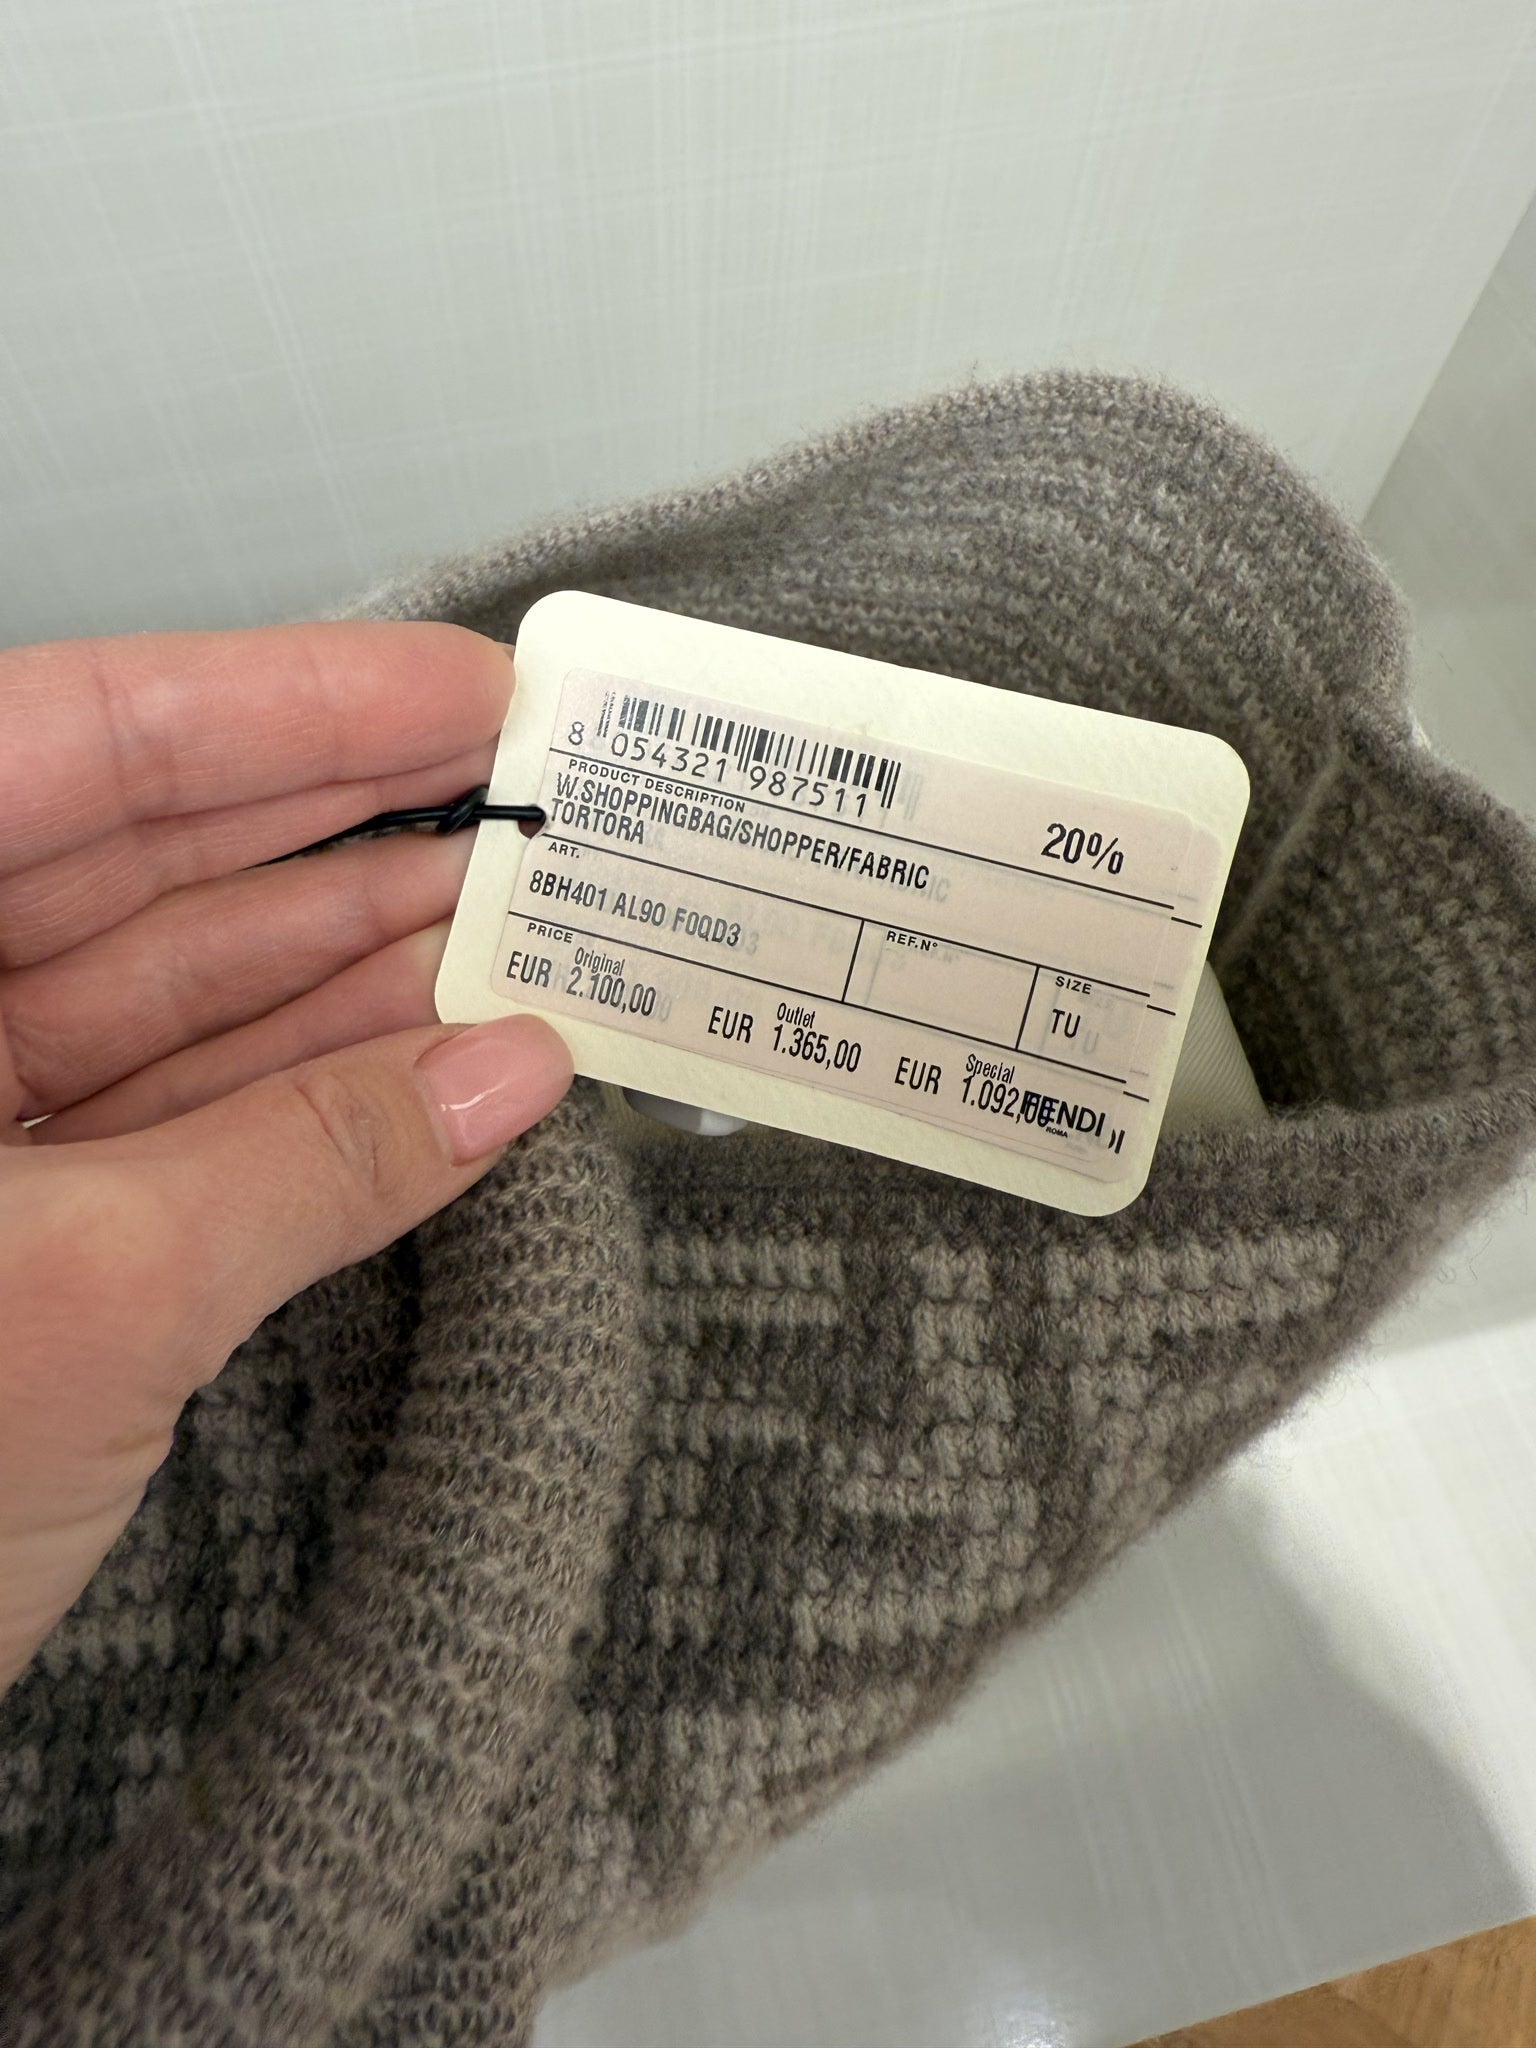 8 054321 987511
PRODUCT DESCRIPTION
W.SHOPPINGBAG/SHOPPER/FABRIC
TORTORA
20%
ART.
8BH401 AL90 F0QD3
REF.N°
SIZE
TU
PRICE
Original
EUR 2.100,00
Outlet
EUR 1.365,00
Special
EUR 1.092,00
FENDI
ROMA